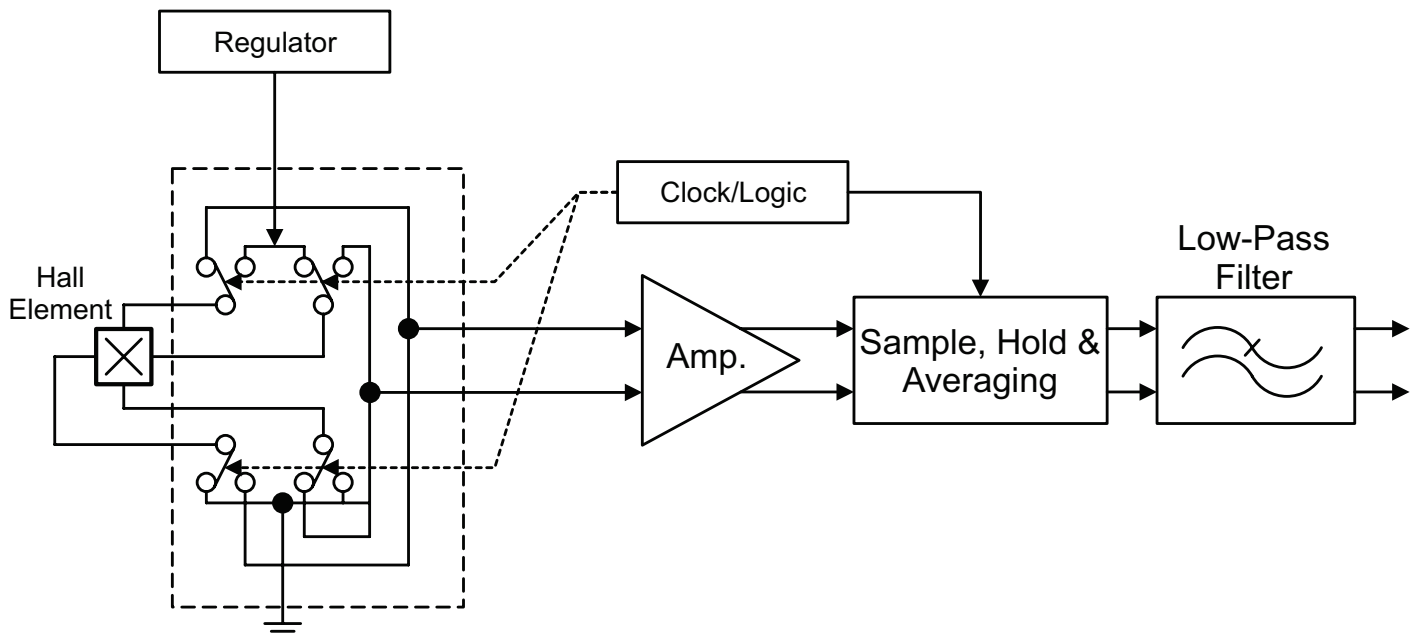 Regulator
Clock/Logic
Low-Pass
Filter
Hall
Element
Amp.
Sample, Hold &
Averaging